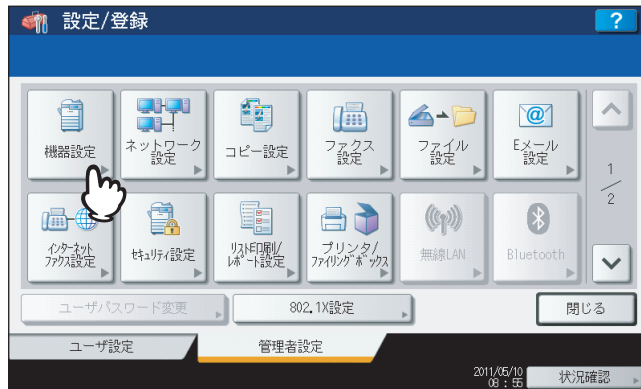 設定/登録
?
機器設定
ネットワーク
設定
コピー設定
ファクス
設定
ファイル
設定
@
Eメール
設定
1
2
インターネット
ファクス設定
セキュリティ設定
リスト印刷/
レポート設定
プリンタ/
ファイリングボックス
無線LAN
Bluetooth
ユーザパスワード変更
802.1X設定
閉じる
ユーザ設定
管理者設定
2011/05/10
08:55
状況確認